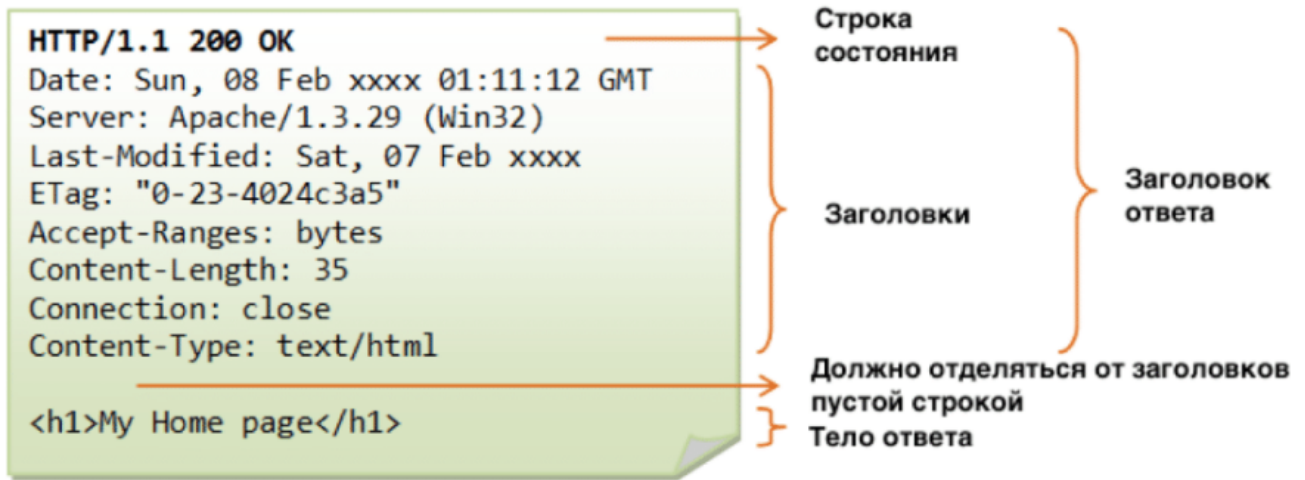 HTTP/1.1 200 OK
Date: Sun, 08 Feb xxxx 01:11:12 GMT
Server: Apache/1.3.29 (Win32)
Last-Modified: Sat, 07 Feb xxxx
ETag: "0-23-4024c3a5"
Accept-Ranges: bytes
Content-Length: 35
Connection: close
Content-Type: text/html
<h1>My Home page</h1>
Строка
состояния
Заголовки
Заголовок
ответа
Должно отделяться от заголовков
пустой строкой
Тело ответа